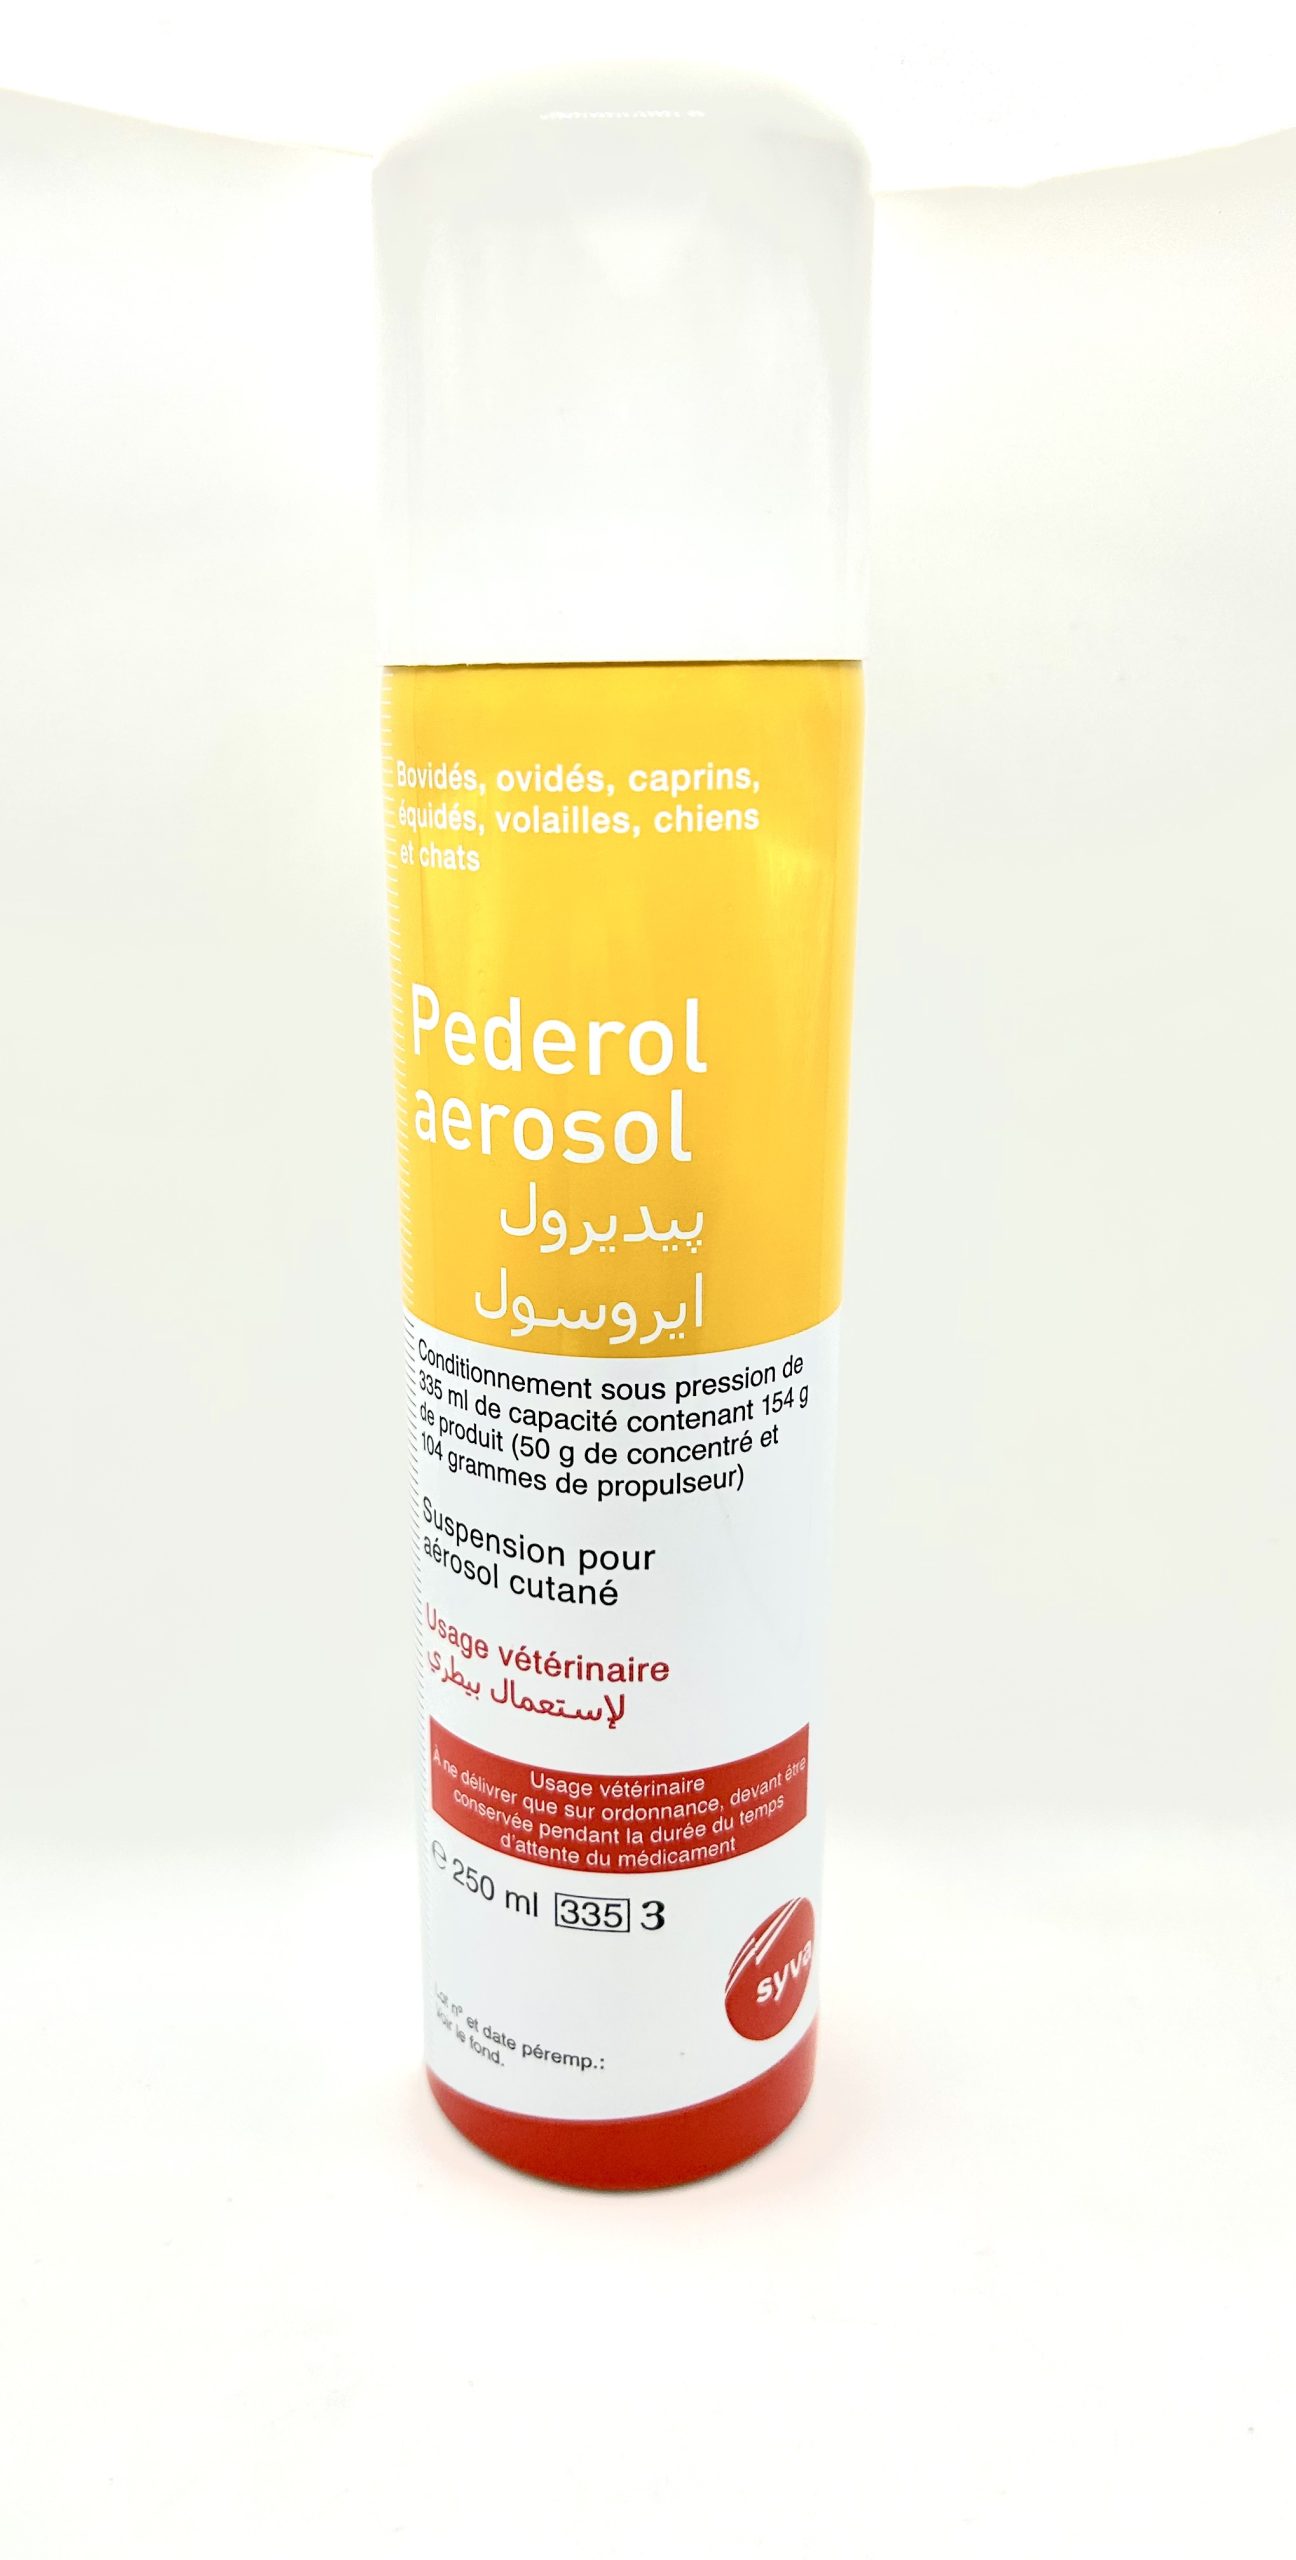 Bovidés, ovidés, caprins,
équidés, volailles, chiens
et chats
Pederol
aerosol
پيديرول
ايروسول
Conditionnement sous pression de
335 ml de capacité contenant 154 g
de produit (50 g de concentré et
104 grammes de propulseur)
Suspension pour
aérosol cutané
Usage vétérinaire
لإستعمال بيطري
Usage vétérinaire
À ne délivrer que sur ordonnance, devant être
conservée pendant la durée du temps
d'attente du médicament
℮ 250 ml 335 3
syva
Lot nº et date péremp.:
Voir le fond.